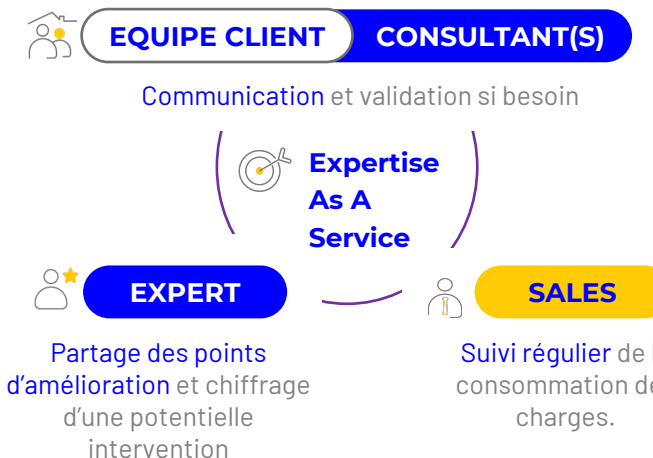 EQUIPE CLIENT CONSULTANT(S)
Communication et validation si besoin
Expertise
As A
Service
EXPERT
SALES
Partage des points
d'amélioration et chiffrage
d'une potentielle
intervention
Suivi régulier de
consommation de
charges.